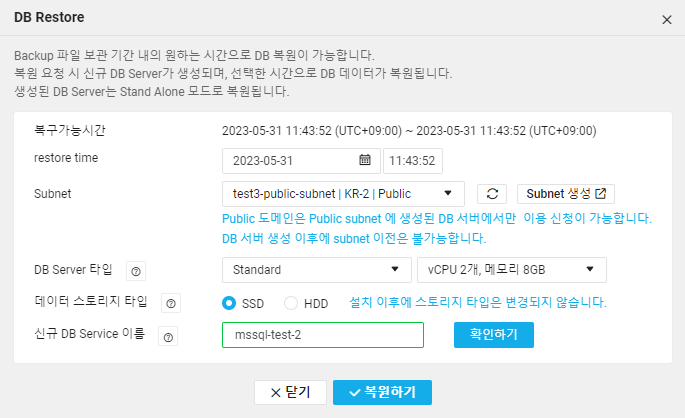 DB Restore
Backup 파일 보관 기간 내의 원하는 시간으로 DB 복원이 가능합니다.
복원 요청 시 신규 DB Server가 생성되며, 선택한 시간으로 DB 데이터가 복원됩니다.
생성된 DB Server는 Stand Alone 모드로 복원됩니다.
복구가능시간 2023-05-31 11:43:52 (UTC+09:00) ~ 2023-05-31 11:43:52 (UTC+09:00)
restore time 2023-05-31 11:43:52
Subnet test3-public-subnet | KR-2 | Public Subnet 생성
Public 도메인은 Public subnet 에 생성된 DB 서버에서만 이용 신청이 가능합니다.
DB 서버 생성 이후에 subnet 이전은 불가능합니다.
DB Server 타입 Standard vCPU 2개, 메모리 8GB
데이터 스토리지 타입 SSD HDD 설치 이후에 스토리지 타입은 변경되지 않습니다.
신규 DB Service 이름 mssql-test-2 확인하기
닫기 복원하기